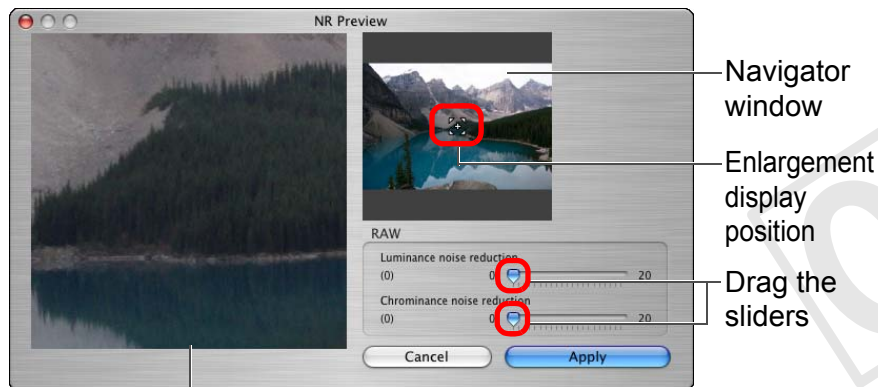 NR Preview
Navigator
window
Enlargement
display
position
RAW
Luminance noise reduction
(0) 0 20
Chrominance noise reduction
(0) 0 20
Drag the
sliders
Cancel Apply